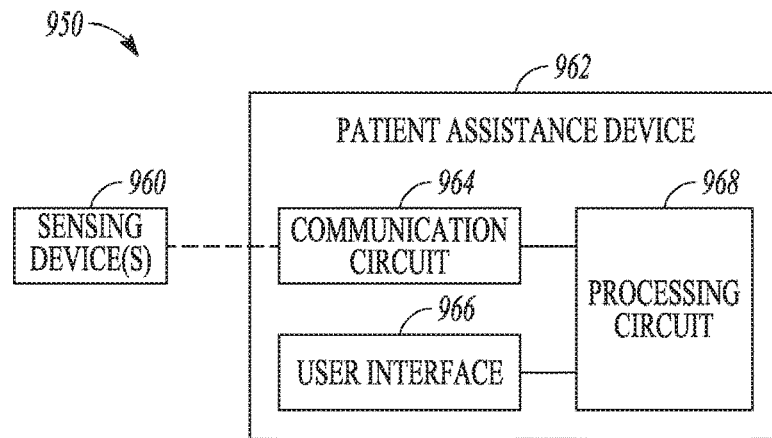 950
962
PATIENT ASSISTANCE DEVICE
960
SENSING
DEVICE(S)
964
COMMUNICATION
CIRCUIT
966
USER INTERFACE
968
PROCESSING
CIRCUIT